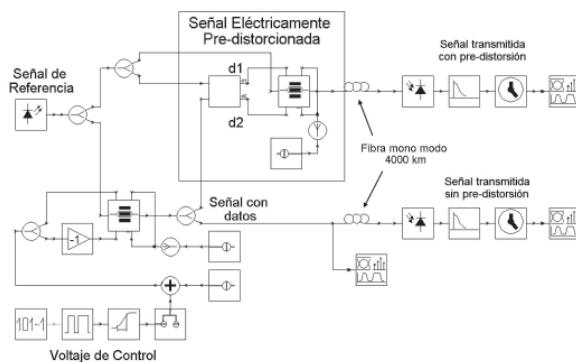 Señal Eléctricamente
Pre-distorcionada
Señal transmitida
con pre-distorsión
Señal de
Referencia
d1
d2
Fibra mono modo
4000 km
Señal transmitida
sin pre-distorsión
Señal con
datos
-1
+
101-1
Voltaje de Control